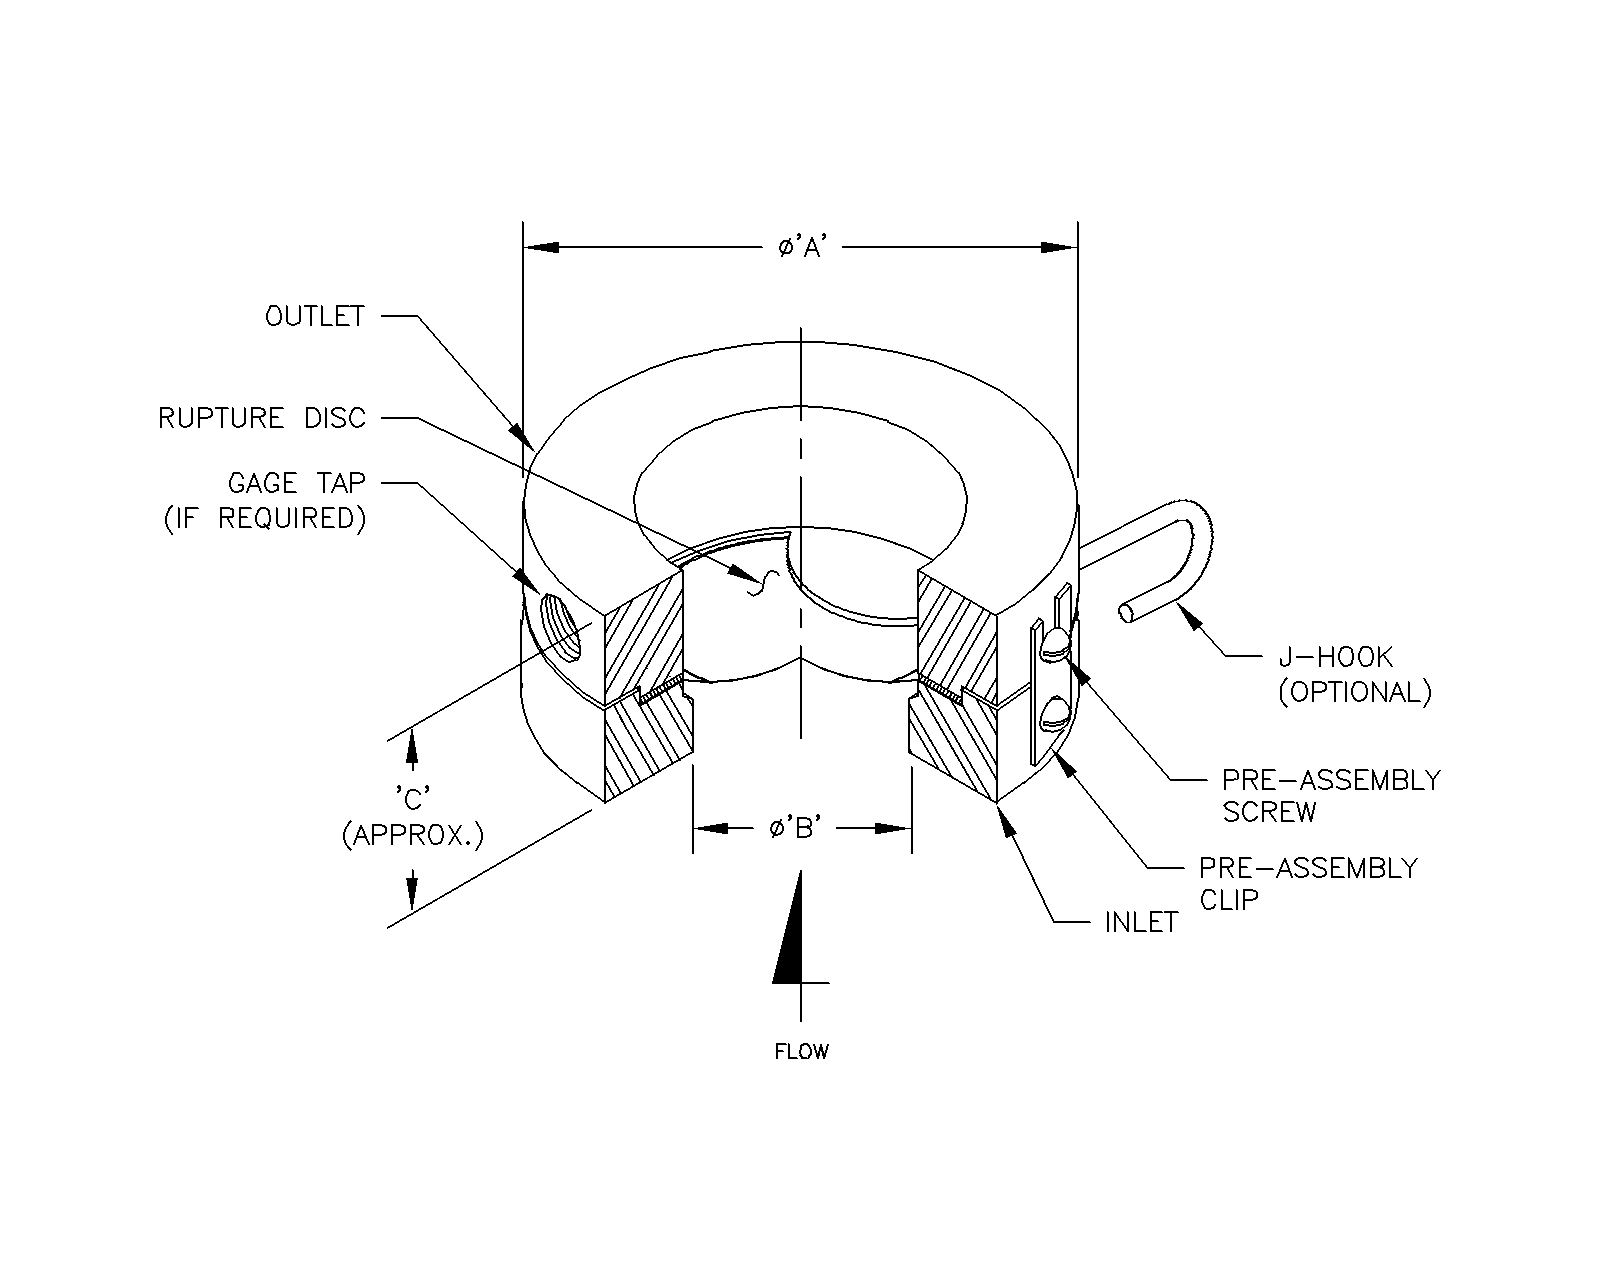 ø'A'
OUTLET
RUPTURE DISC
GAGE TAP
(IF REQUIRED)
J-HOOK
(OPTIONAL)
'C'
(APPROX.)
ø'B'
PRE-ASSEMBLY
SCREW
PRE-ASSEMBLY
CLIP
INLET
FLOW